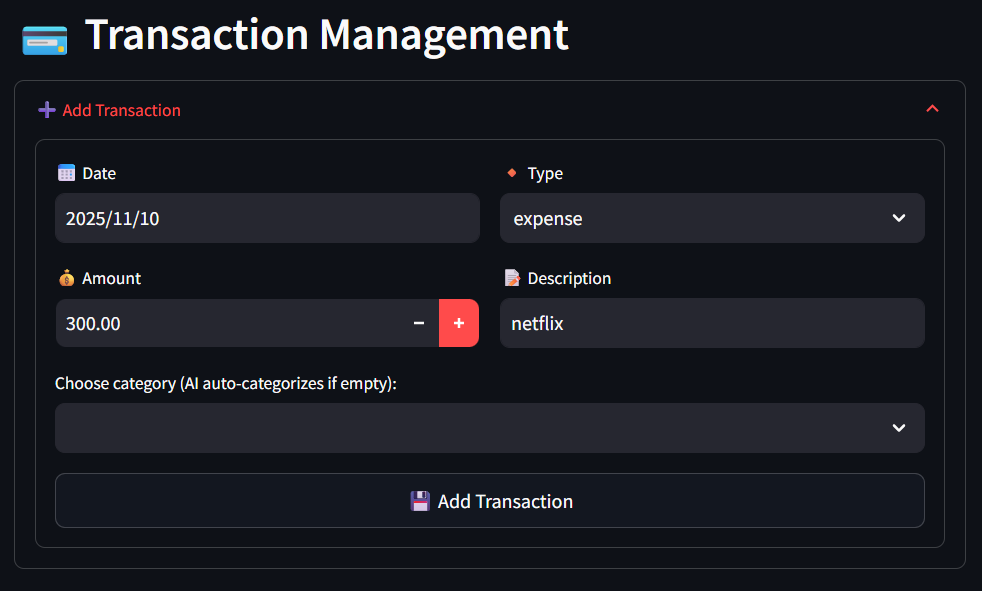 Transaction Management
Add Transaction
Date
Type
2025/11/10
expense
Amount
Description
300.00
netflix
Choose category (AI auto-categorizes if empty):
Add Transaction